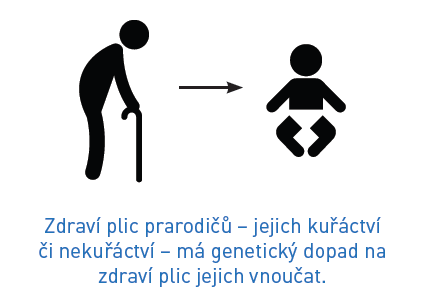 Zdraví plic prarodičů – jejich kuřáctví
či nekuřáctví – má genetický dopad na
zdraví plic jejich vnoučat.